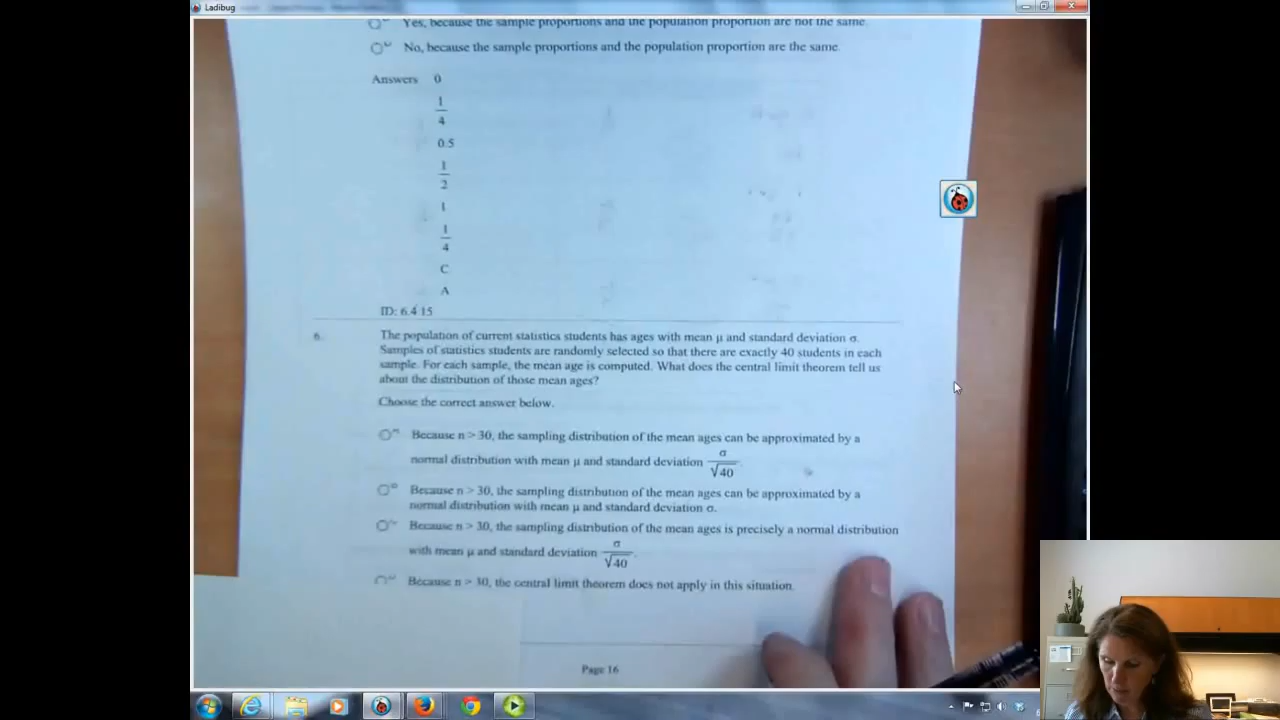 Ladibug
Yes, because the sample proportions and the population proportion are not the same.
No, because the sample proportions and the population proportion are the same.
Answers 0
1
4
0.5
1
2
1
1
4
C
A
ID: 6.4 15
6.
The population of current statistics students has ages with mean μ and standard deviation σ.
Samples of statistics students are randomly selected so that there are exactly 40 students in each
sample. For each sample, the mean age is computed. What does the central limit theorem tell us
about the distribution of those mean ages?
Choose the correct answer below.
Because n > 30, the sampling distribution of the mean ages can be approximated by a
normal distribution with mean μ and standard deviation σ/√40
Because n > 30, the sampling distribution of the mean ages can be approximated by a
normal distribution with mean μ and standard deviation σ.
Because n > 30, the sampling distribution of the mean ages is precisely a normal distribution
with mean μ and standard deviation σ/√40.
Because n > 30, the central limit theorem does not apply in this situation.
Page 16